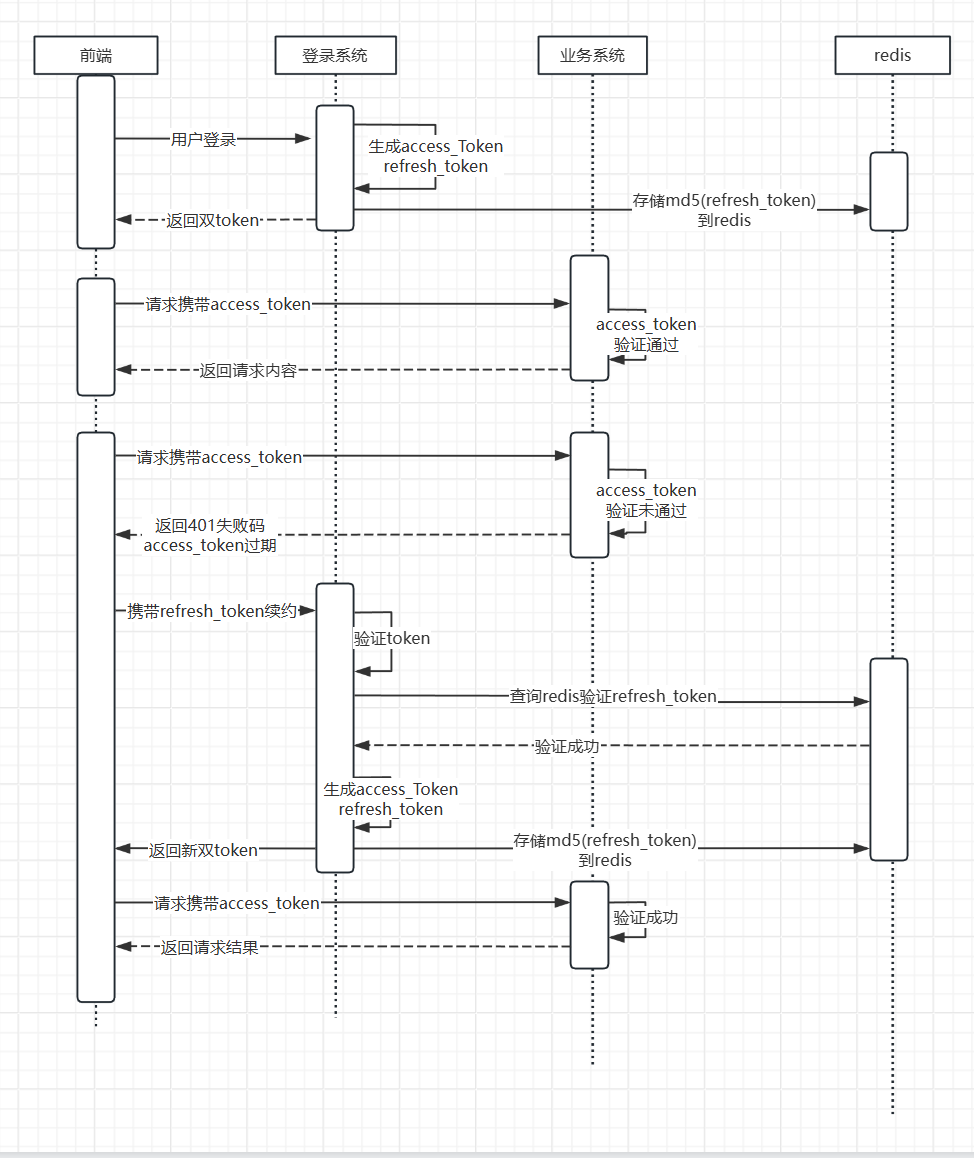 前端
登录系统
业务系统
redis
用户登录
生成access_Token
refresh_token
存储md5(refresh_token)
到redis
返回双token
请求携带access_token
access_token
验证通过
返回请求内容
请求携带access_token
access_token
验证未通过
返回401失败码
access_token过期
携带refresh_token续约
验证token
查询redis验证refresh_token
验证成功
生成access_Token
refresh_token
存储md5(refresh_token)
到redis
返回新双token
请求携带access_token
验证成功
返回请求结果